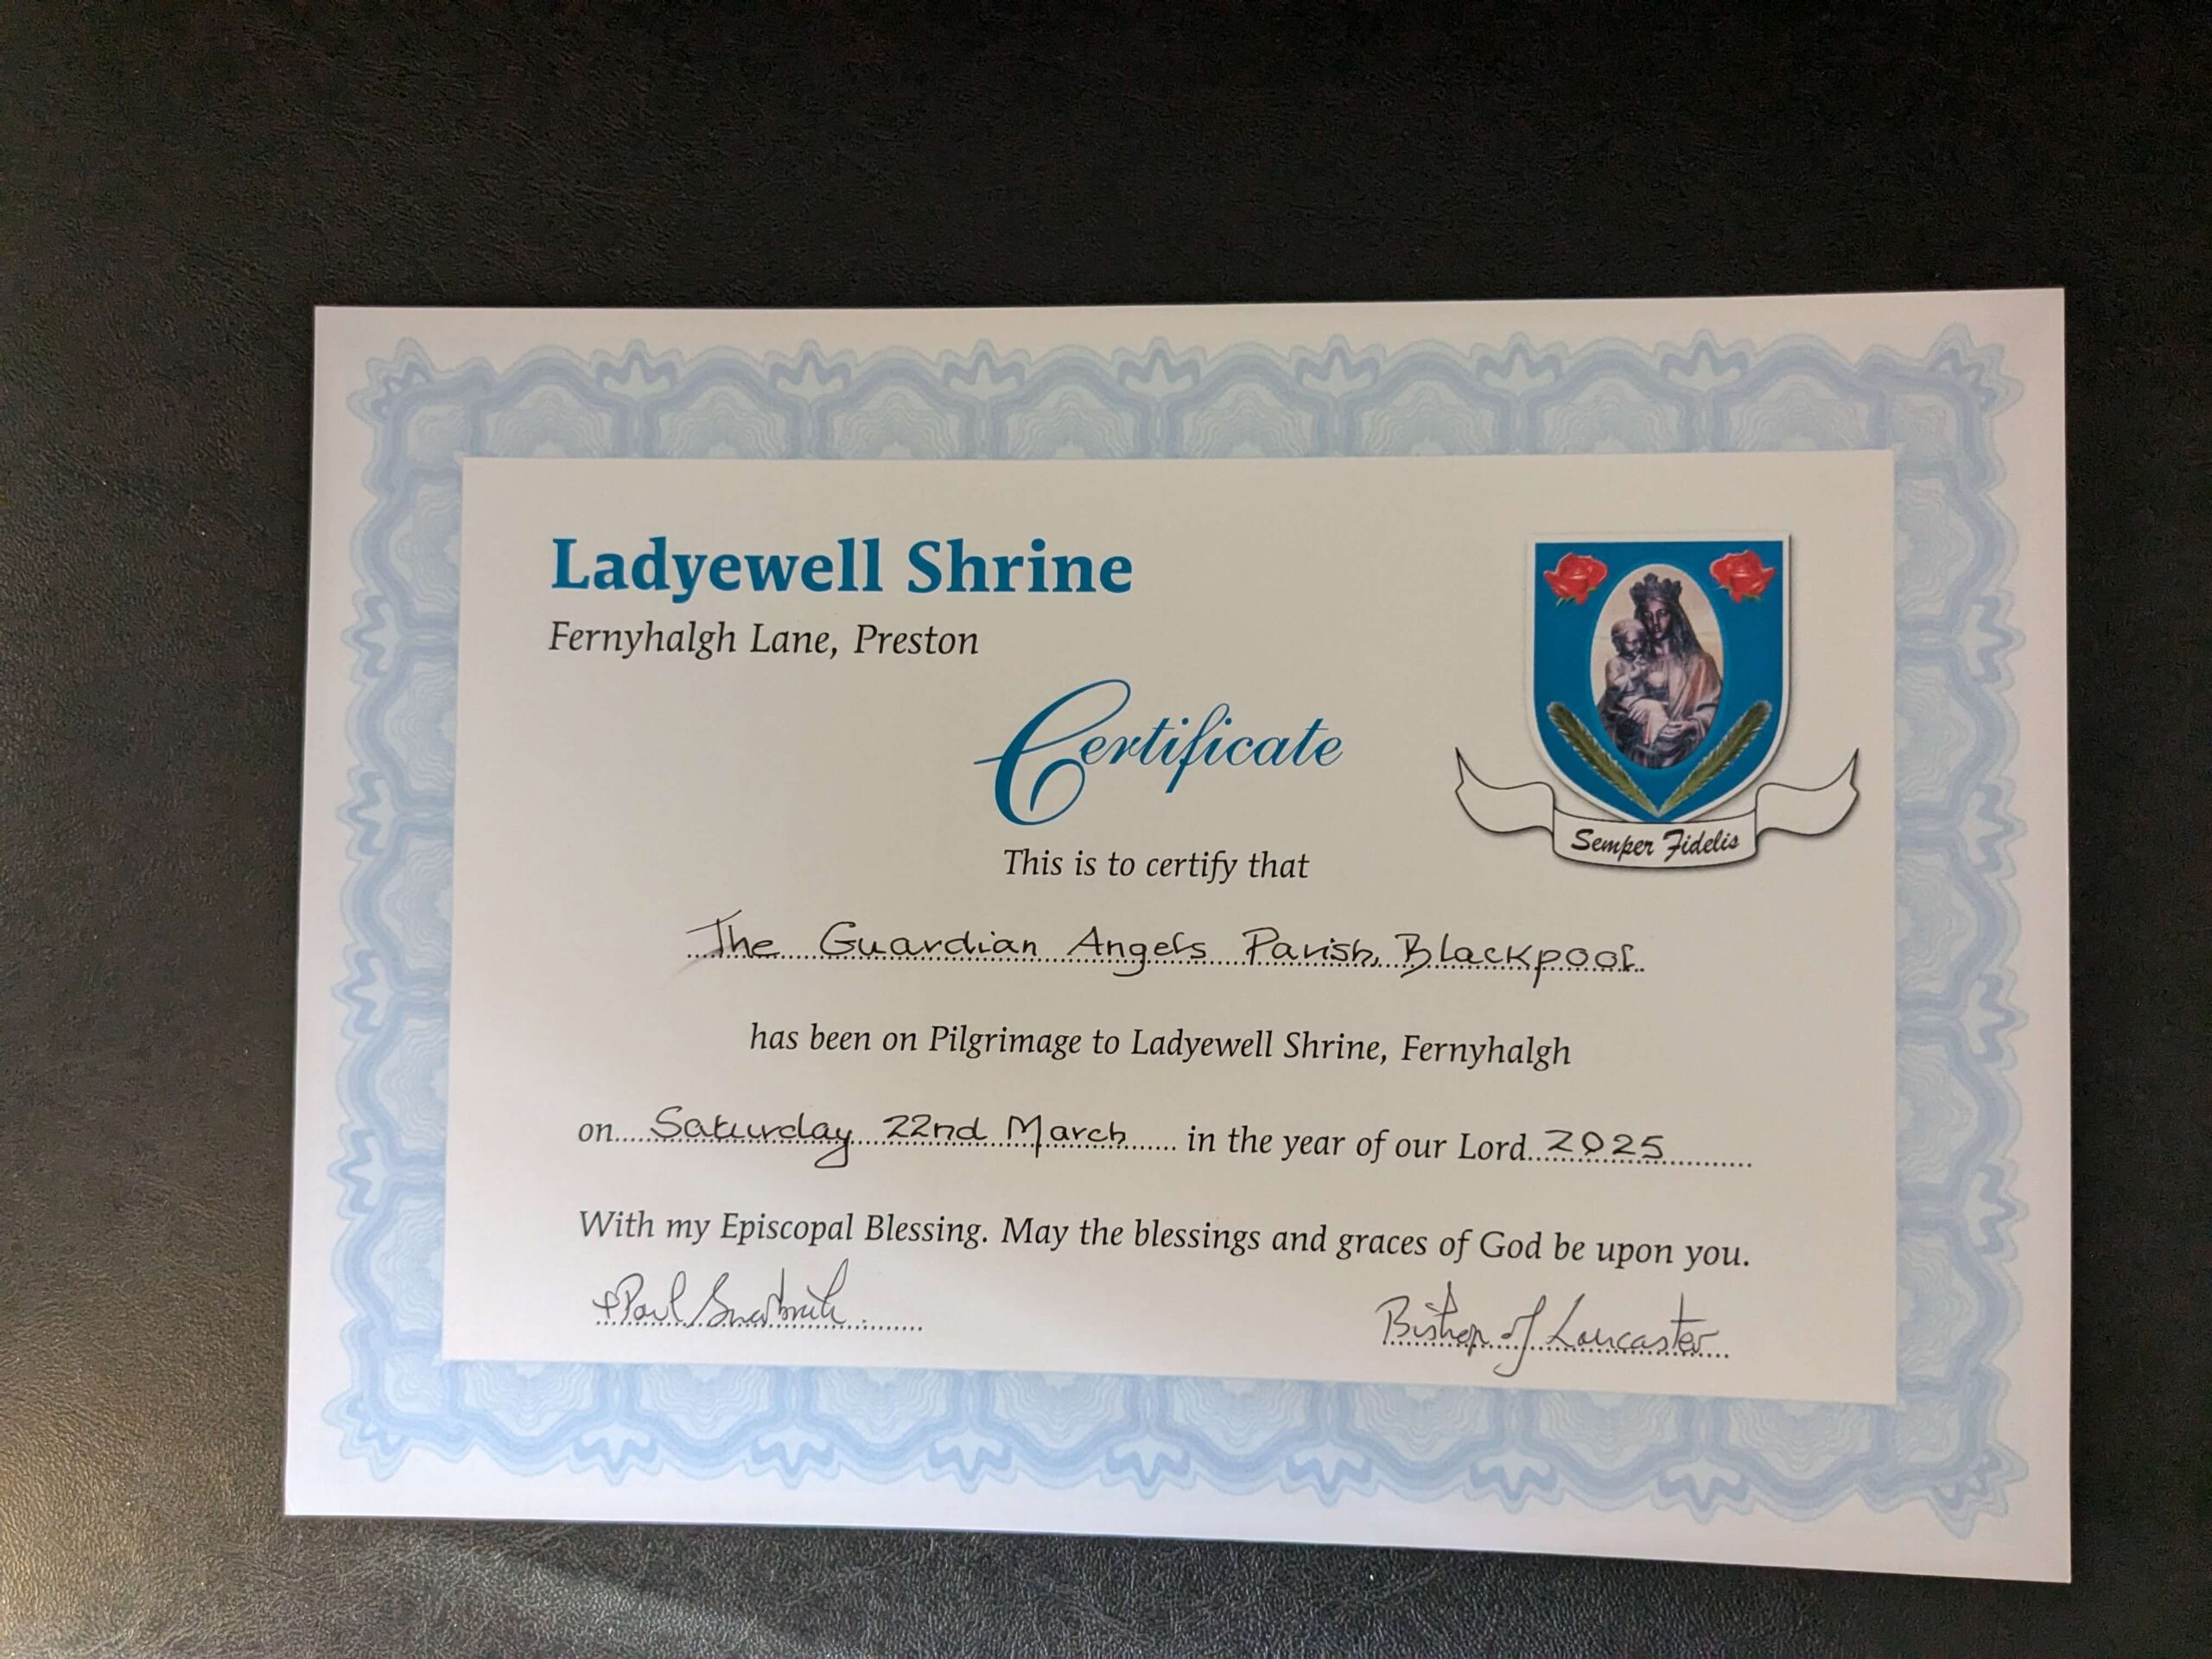 Ladyewell Shrine
Fernyhalgh Lane, Preston
Certificate
Semper Fidelis
This is to certify that
The Guardian Angels Parish, Blackpool
has been on Pilgrimage to Ladyewell Shrine, Fernyhalgh
on Saturday 22nd March in the year of our Lord 2025
With my Episcopal Blessing. May the blessings and graces of God be upon you.
+Paul
Bishop of Lancaster